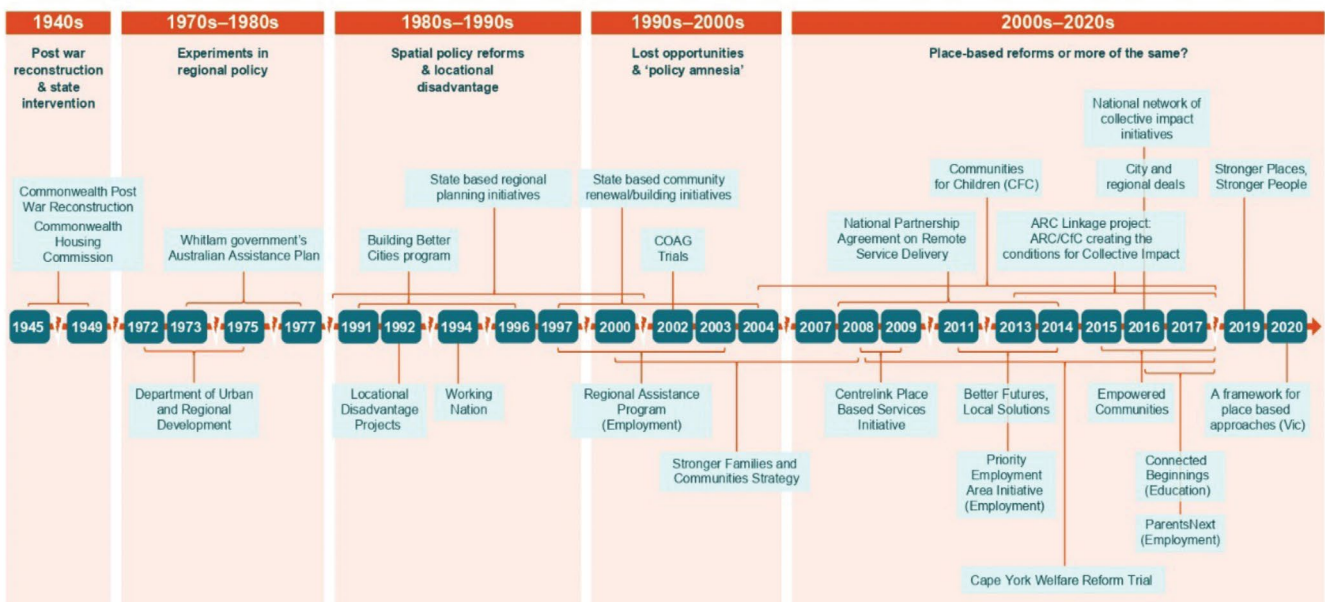 1940s
1970s–1980s
1980s–1990s
1990s–2000s
2000s–2020s
Post war
reconstruction
& state
intervention
Experiments in
regional policy
Spatial policy reforms
& locational
disadvantage
Lost opportunities
& ‘policy amnesia’
Place-based reforms or more of the same?
National network of
collective impact
initiatives
Commonwealth Post
War Reconstruction
Commonwealth
Housing
Commission
Whitlam government’s
Australian Assistance Plan
State based regional
planning initiatives
Building Better
Cities program
State based community
renewal/building initiatives
COAG
Trials
Communities
for Children (CFC)
National Partnership
Agreement on Remote
Service Delivery
City and
regional deals
ARC Linkage project:
ARC/CfC creating the
conditions for Collective Impact
Stronger Places,
Stronger People
1945 1949 1972 1973 1975 1977 1991 1992 1994 1996 1997 2000 2002 2003 2004 2007 2008 2009 2011 2013 2014 2015 2016 2017 2019 2020
Department of Urban
and Regional
Development
Locational
Disadvantage
Projects
Working
Nation
Regional Assistance
Program
(Employment)
Stronger Families and
Communities Strategy
Centrelink Place
Based Services
Initiative
Better Futures,
Local Solutions
Priority
Employment
Area Initiative
(Employment)
Empowered
Communities
A framework for
place based
approaches (Vic)
Connected
Beginnings
(Education)
ParentsNext
(Employment)
Cape York Welfare Reform Trial